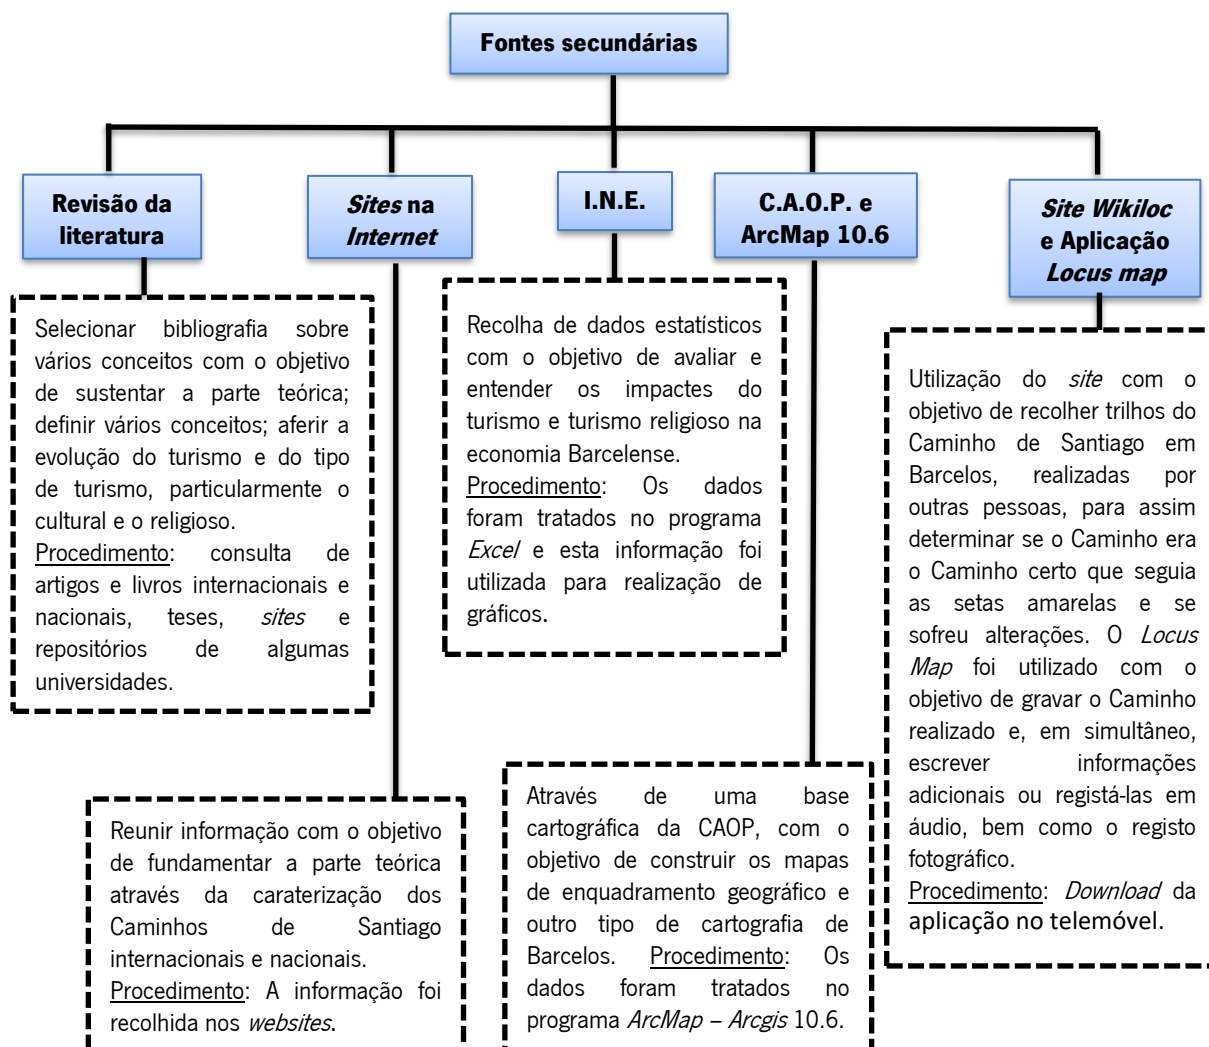 Fontes secundárias
Revisão da
literatura
Sites na
Internet
I.N.E.
C.A.O.P. e
ArcMap 10.6
Site Wikiloc
e Aplicação
Locus map
Selecionar bibliografia sobre
vários conceitos com o objetivo
de sustentar a parte teórica;
definir vários conceitos; aferir a
evolução do turismo e do tipo
de turismo, particularmente o
cultural e o religioso.
Procedimento: consulta de
artigos e livros internacionais e
nacionais, teses, sites e
repositórios de algumas
universidades.
Recolha de dados estatísticos
com o objetivo de avaliar e
entender os impactes do
turismo e turismo religioso na
economia Barcelense.
Procedimento: Os dados
foram tratados no programa
Excel e esta informação foi
utilizada para realização de
gráficos.
Utilização do site com o
objetivo de recolher trilhos do
Caminho de Santiago em
Barcelos, realizadas por
outras pessoas, para assim
determinar se o Caminho era
o Caminho certo que seguia
as setas amarelas e se
sofreu alterações. O Locus
Map foi utilizado com o
objetivo de gravar o Caminho
realizado e, em simultâneo,
escrever informações
adicionais ou registá-las em
áudio, bem como o registo
fotográfico.
Procedimento: Download da
aplicação no telemóvel.
Reunir informação com o objetivo
de fundamentar a parte teórica
através da caraterização dos
Caminhos de Santiago
internacionais e nacionais.
Procedimento: A informação foi
recolhida nos websites.
Através de uma base
cartográfica da CAOP, com o
objetivo de construir os mapas
de enquadramento geográfico e
outro tipo de cartografia de
Barcelos. Procedimento: Os
dados foram tratados no
programa ArcMap – Arcgis 10.6.